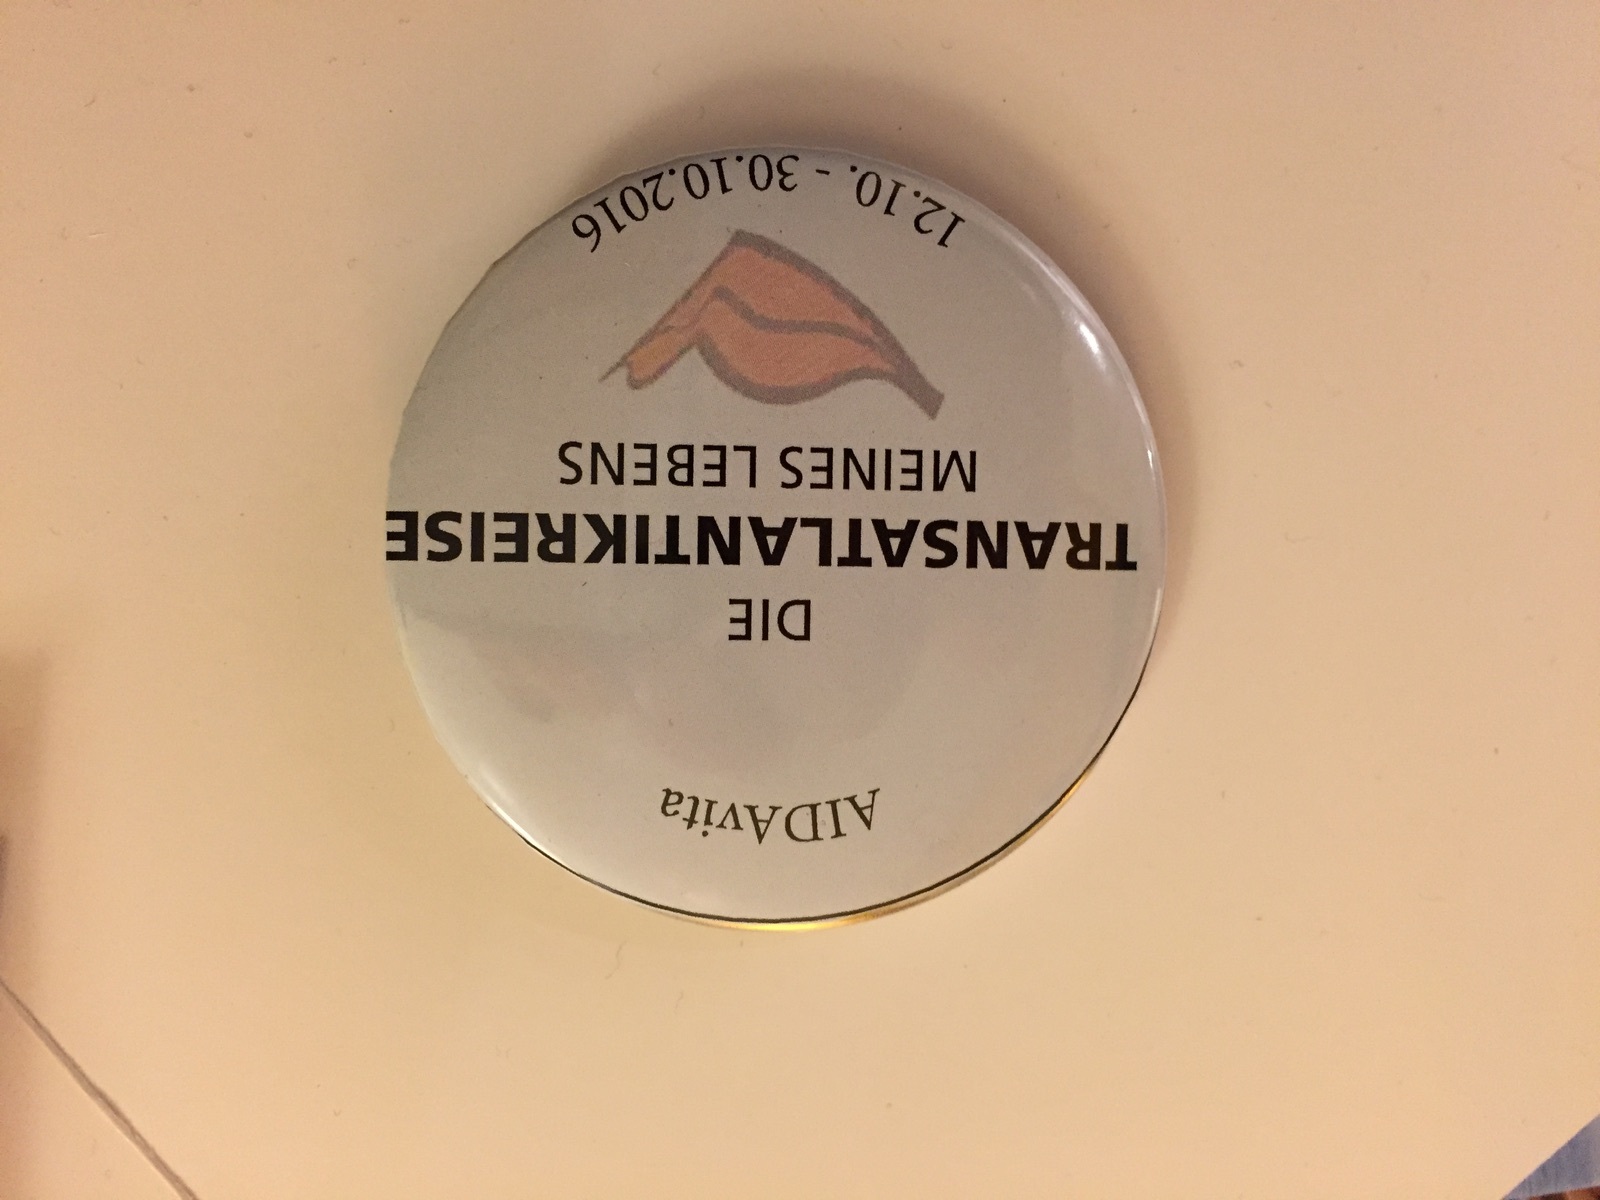 AIDAvita
DIE
TRANSATLANTIKREISE
MEINES LEBENS
12.10. - 30.10.2016